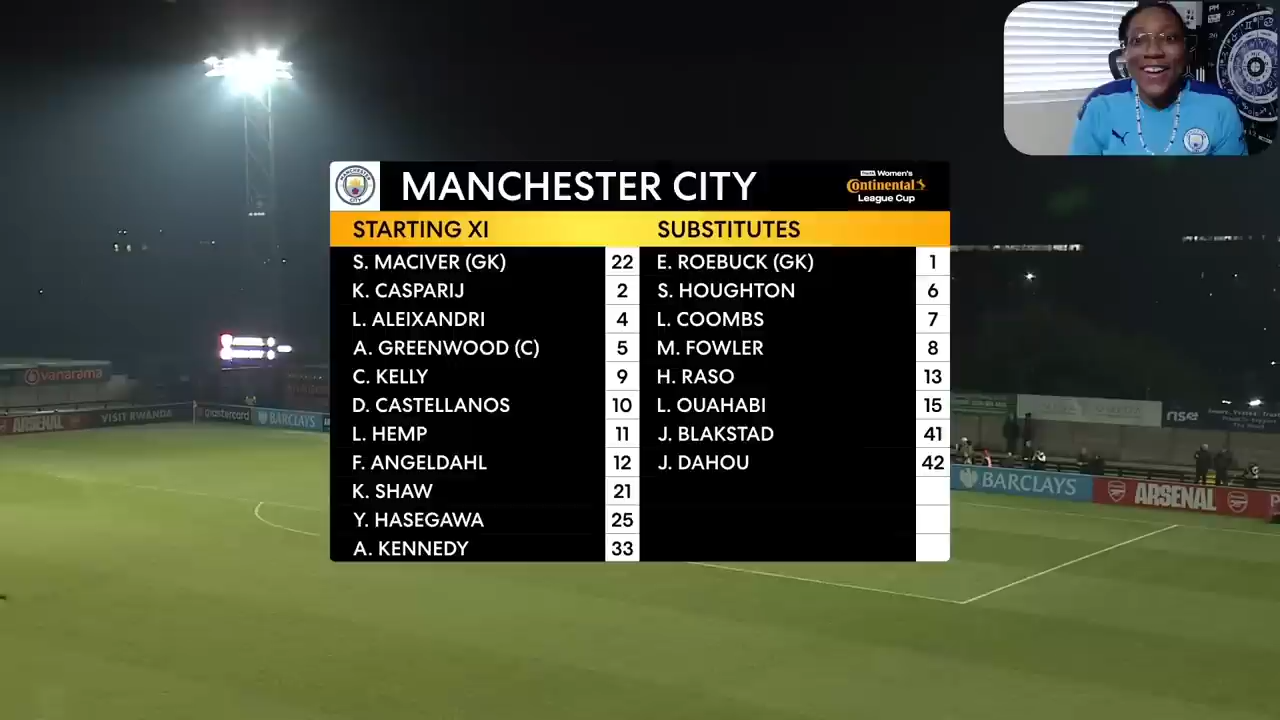 MANCHESTER CITY
Women's
Continental
League Cup
STARTING XI
SUBSTITUTES
S. MACIVER (GK) 22
K. CASPARIJ 2
L. ALEIXANDRI 4
A. GREENWOOD (C) 5
C. KELLY 9
D. CASTELLANOS 10
L. HEMP 11
F. ANGELDAHL 12
K. SHAW 21
Y. HASEGAWA 25
A. KENNEDY 33
E. ROEBUCK (GK) 1
S. HOUGHTON 6
L. COOMBS 7
M. FOWLER 8
H. RASO 13
L. OUAHABI 15
J. BLAKSTAD 41
J. DAHOU 42
vanarama
ARSENAL
VISIT RWANDA
mastercard
BARCLAYS
rise
BARCLAYS
ARSENAL